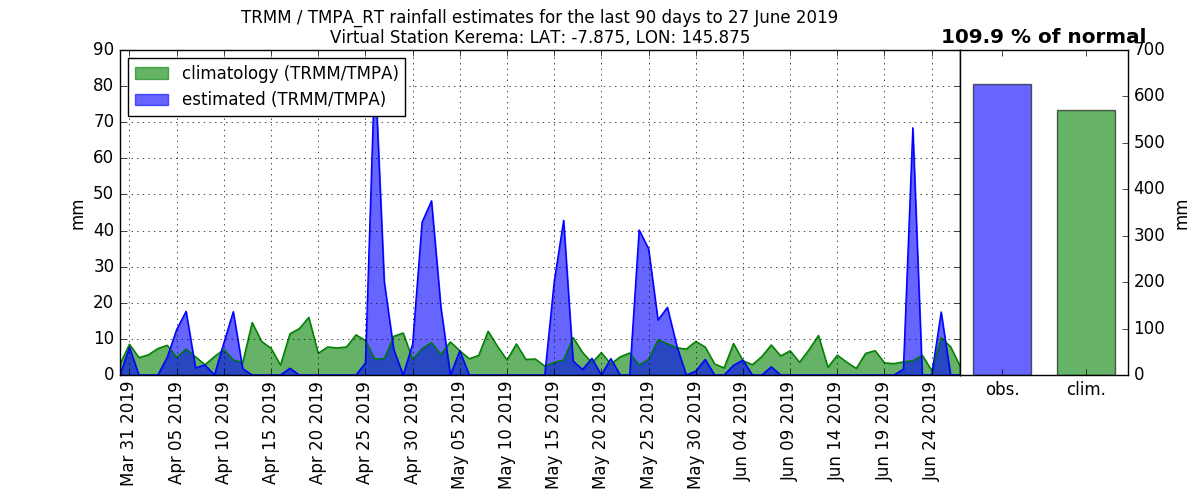 TRMM / TMPA_RT rainfall estimates for the last 90 days to 27 June 2019
Virtual Station Kerema: LAT: -7.875, LON: 145.875
109.9 % of normal
climatology (TRMM/TMPA)
estimated (TRMM/TMPA)
mm
90
80
70
60
50
40
30
20
10
0
Mar 31 2019
Apr 05 2019
Apr 10 2019
Apr 15 2019
Apr 20 2019
Apr 25 2019
Apr 30 2019
May 05 2019
May 10 2019
May 15 2019
May 20 2019
May 25 2019
May 30 2019
Jun 04 2019
Jun 09 2019
Jun 14 2019
Jun 19 2019
Jun 24 2019
obs.
clim.
700
600
500
400
300
200
100
0
mm